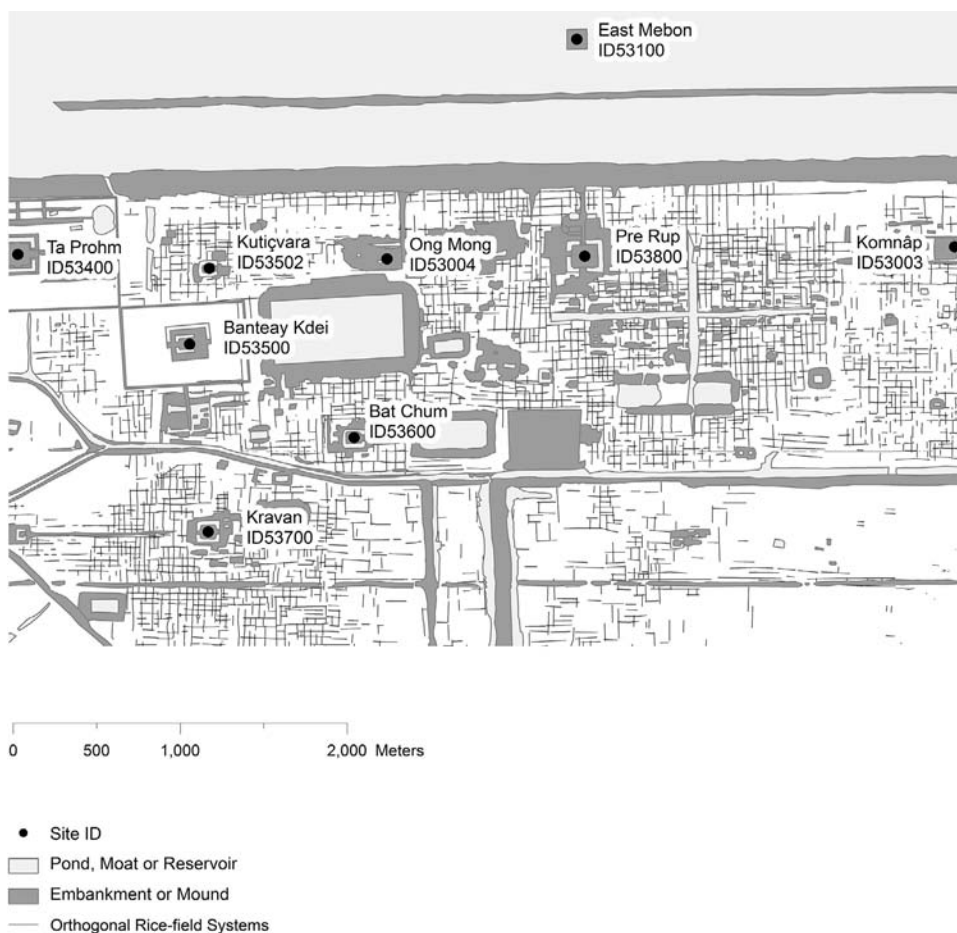 East Mebon
ID53100
Ta Prohm
ID53400
Kutiçvara
ID53502
Ong Mong
ID53004
Pre Rup
ID53800
Komnâp
ID53003
Banteay Kdei
ID53500
Bat Chum
ID53600
Kravan
ID53700
0 500 1,000 2,000 Meters
Site ID
Pond, Moat or Reservoir
Embankment or Mound
Orthogonal Rice-field Systems